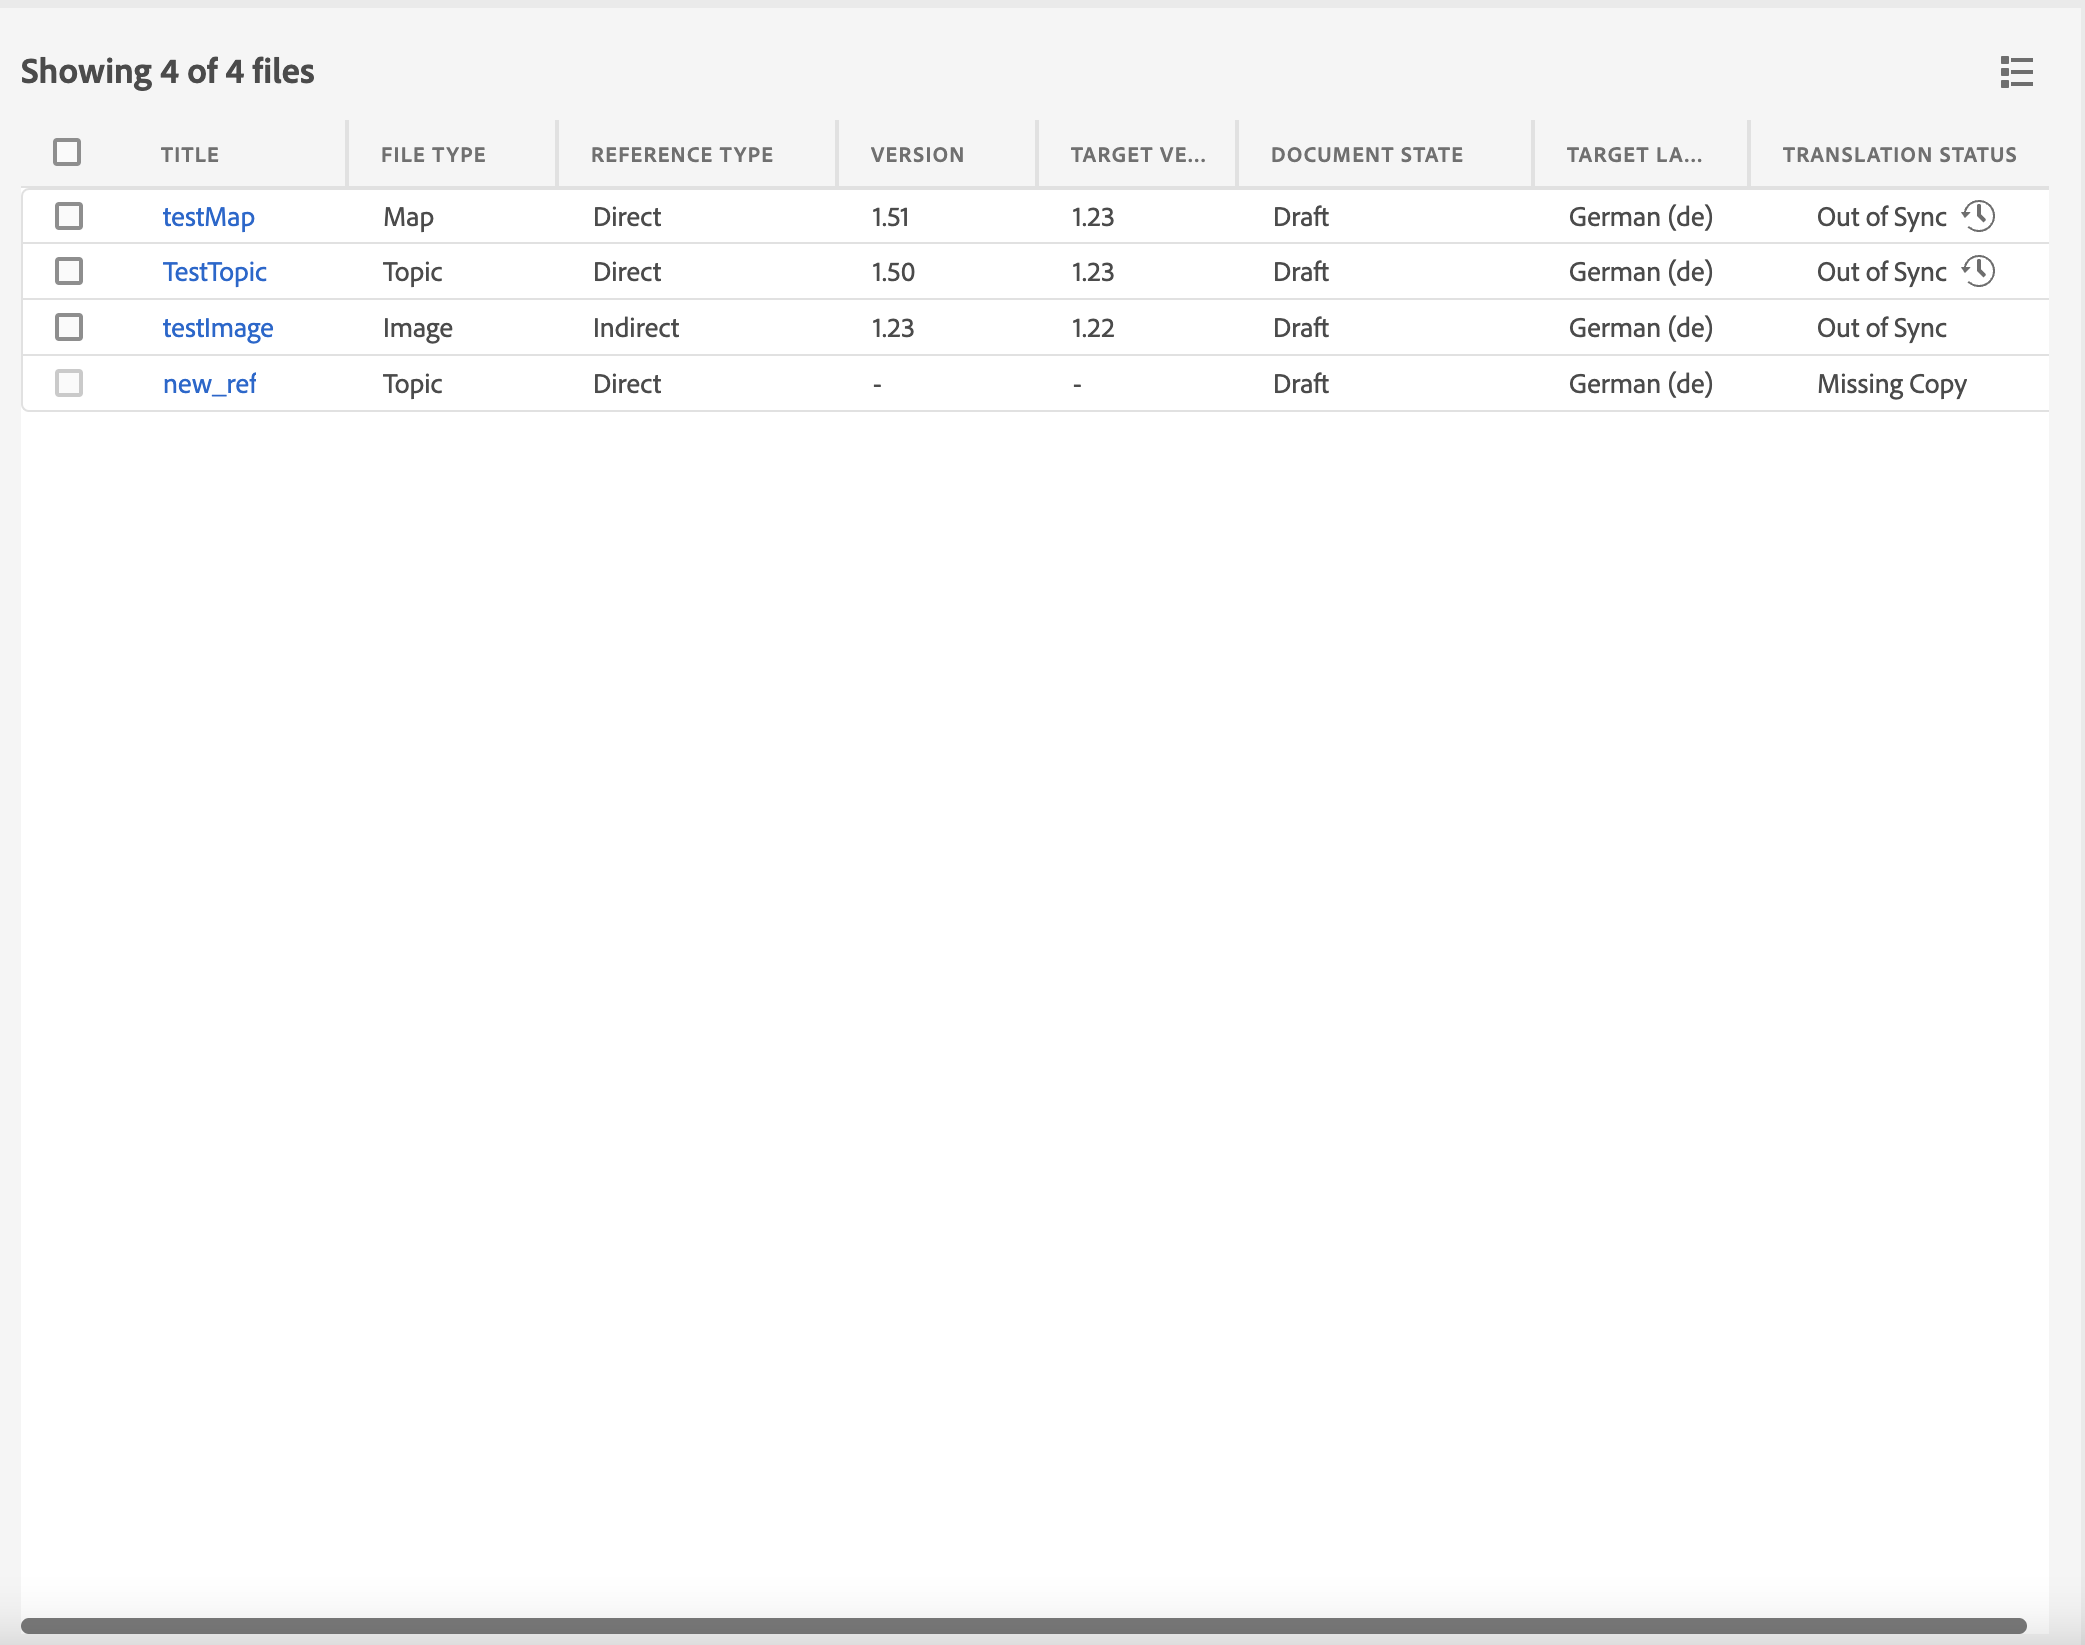 Showing 4 of 4 files
TITLE FILE TYPE REFERENCE TYPE VERSION TARGET VE... DOCUMENT STATE TARGET LA... TRANSLATION STATUS
testMap Map Direct 1.51 1.23 Draft German (de) Out of Sync
TestTopic Topic Direct 1.50 1.23 Draft German (de) Out of Sync
testImage Image Indirect 1.23 1.22 Draft German (de) Out of Sync
new_ref Topic Direct - - Draft German (de) Missing Copy